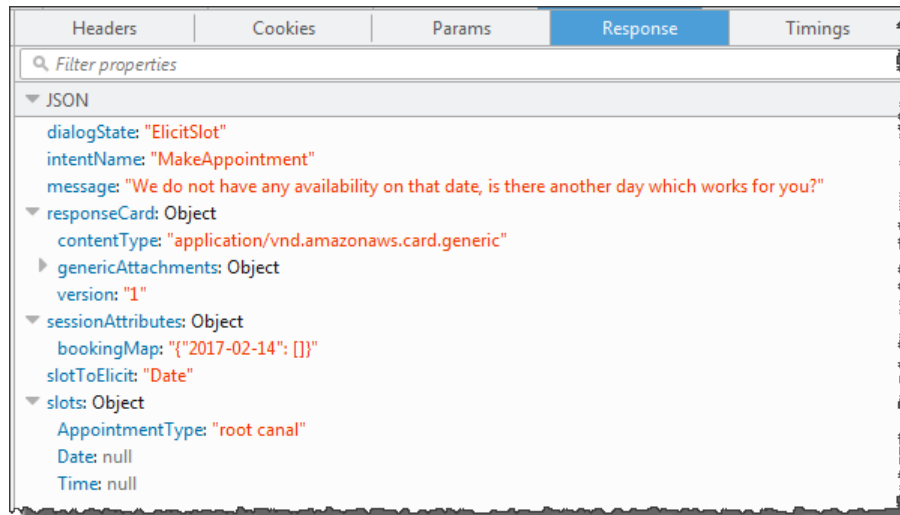 Headers Cookies Params Response Timings
Filter properties
JSON
dialogState: "ElicitSlot"
intentName: "MakeAppointment"
message: "We do not have any availability on that date, is there another day which works for you?"
responseCard: Object
contentType: "application/vnd.amazonaws.card.generic"
genericAttachments: Object
version: "1"
sessionAttributes: Object
bookingMap: "{"2017-02-14": []}"
slotToElicit: "Date"
slots: Object
AppointmentType: "root canal"
Date: null
Time: null